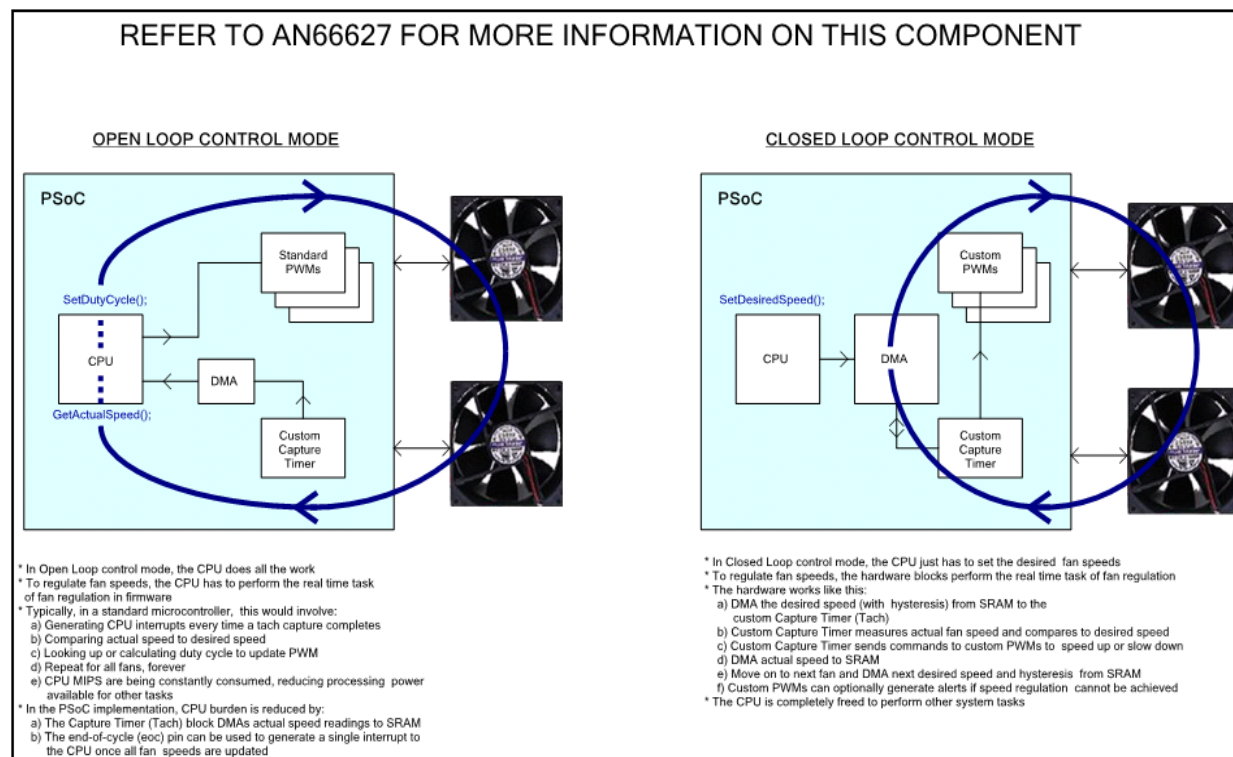 REFER TO AN66627 FOR MORE INFORMATION ON THIS COMPONENT
OPEN LOOP CONTROL MODE
PSoC
Standard
PWMs
SetDutyCycle();
CPU
DMA
GetActualSpeed();
Custom
Capture
Timer
* In Open Loop control mode, the CPU does all the work
* To regulate fan speeds, the CPU has to perform the real time task
of fan regulation in firmware
* Typically, in a standard microcontroller, this would involve:
a) Generating CPU interrupts every time a tach capture completes
b) Comparing actual speed to desired speed
c) Looking up or calculating duty cycle to update PWM
d) Repeat for all fans, forever
e) CPU MIPS are being constantly consumed, reducing processing power
available for other tasks
* In the PSoC implementation, CPU burden is reduced by:
a) The Capture Timer (Tach) block DMAs actual speed readings to SRAM
b) The end-of-cycle (eoc) pin can be used to generate a single interrupt to
the CPU once all fan speeds are updated
CLOSED LOOP CONTROL MODE
PSoC
Custom
PWMs
SetDesiredSpeed();
CPU
DMA
Custom
Capture
Timer
* In Closed Loop control mode, the CPU just has to set the desired fan speeds
* To regulate fan speeds, the hardware blocks perform the real time task of fan regulation
* The hardware works like this:
a) DMA the desired speed (with hysteresis) from SRAM to the
custom Capture Timer (Tach)
b) Custom Capture Timer measures actual fan speed and compares to desired speed
c) Custom Capture Timer sends commands to custom PWMs to speed up or slow down
d) DMA actual speed to SRAM
e) Move on to next fan and DMA next desired speed and hysteresis from SRAM
f) Custom PWMs can optionally generate alerts if speed regulation cannot be achieved
* The CPU is completely freed to perform other system tasks